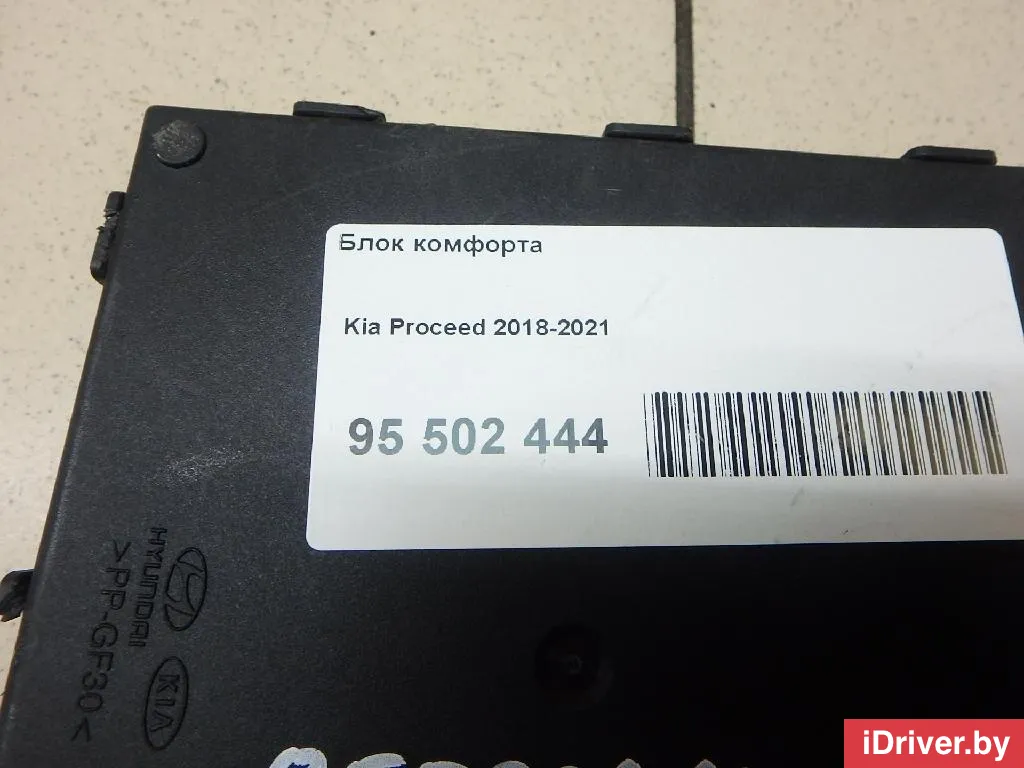 Блок комфорта
Kia Proceed 2018-2021
95 502 444
HYUNDAI
>PP-GF30<
KIA
iDriver.by